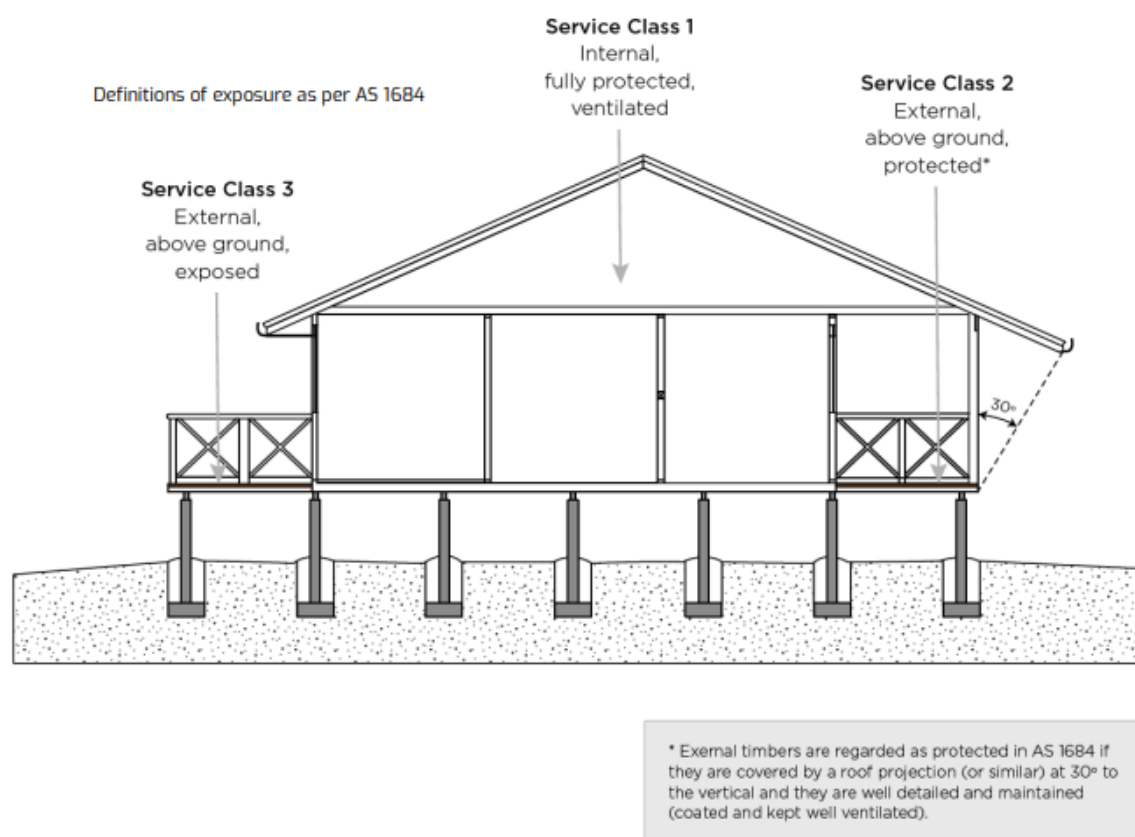 Service Class 1
Internal,
fully protected,
ventilated
Definitions of exposure as per AS 1684
Service Class 2
External,
above ground,
protected*
Service Class 3
External,
above ground,
exposed
30º
* Exernal timbers are regarded as protected in AS 1684 if
they are covered by a roof projection (or similar) at 30º to
the vertical and they are well detailed and maintained
(coated and kept well ventilated).